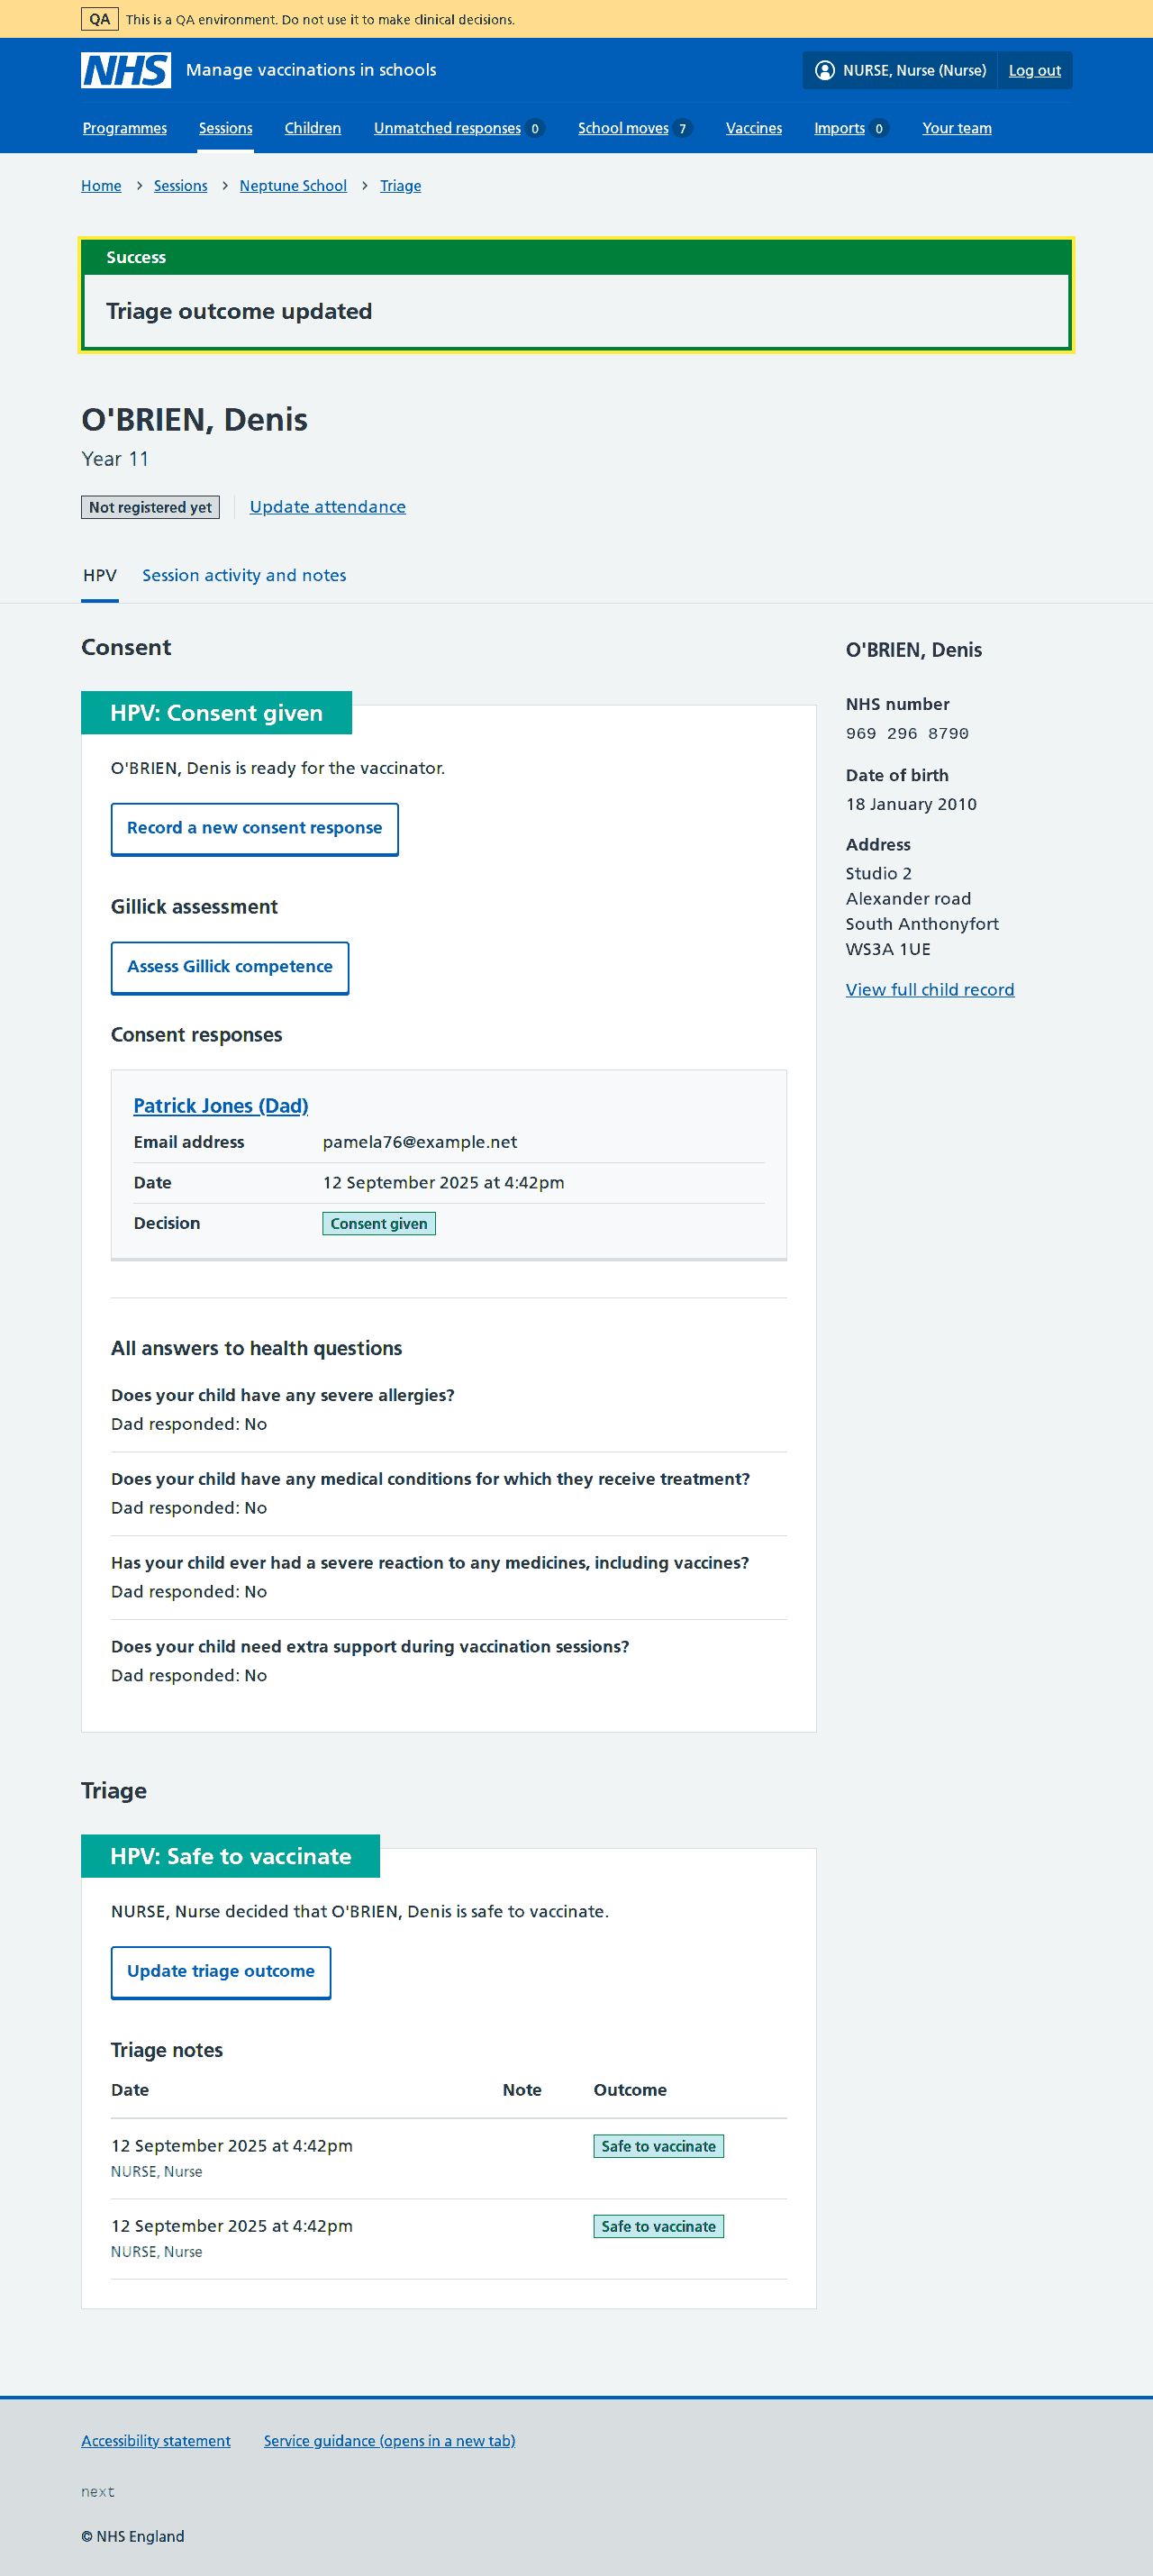 QA This is a QA environment. Do not use it to make clinical decisions.
NHS Manage vaccinations in schools NURSE, Nurse (Nurse) Log out
Programmes Sessions Children Unmatched responses 0 School moves 7 Vaccines Imports 0 Your team
Home Sessions Neptune School Triage
Success
Triage outcome updated
O'BRIEN, Denis
Year 11
Not registered yet Update attendance
HPV Session activity and notes
Consent
HPV: Consent given
O'BRIEN, Denis is ready for the vaccinator.
Record a new consent response
Gillick assessment
Assess Gillick competence
Consent responses
Patrick Jones (Dad)
Email address pamela76@example.net
Date 12 September 2025 at 4:42pm
Decision Consent given
All answers to health questions
Does your child have any severe allergies?
Dad responded: No
Does your child have any medical conditions for which they receive treatment?
Dad responded: No
Has your child ever had a severe reaction to any medicines, including vaccines?
Dad responded: No
Does your child need extra support during vaccination sessions?
Dad responded: No
O'BRIEN, Denis
NHS number
969 296 8790
Date of birth
18 January 2010
Address
Studio 2
Alexander road
South Anthonyfort
WS3A 1UE
View full child record
Triage
HPV: Safe to vaccinate
NURSE, Nurse decided that O'BRIEN, Denis is safe to vaccinate.
Update triage outcome
Triage notes
Date Note Outcome
12 September 2025 at 4:42pm Safe to vaccinate
NURSE, Nurse
12 September 2025 at 4:42pm Safe to vaccinate
NURSE, Nurse
Accessibility statement Service guidance (opens in a new tab)
next
© NHS England